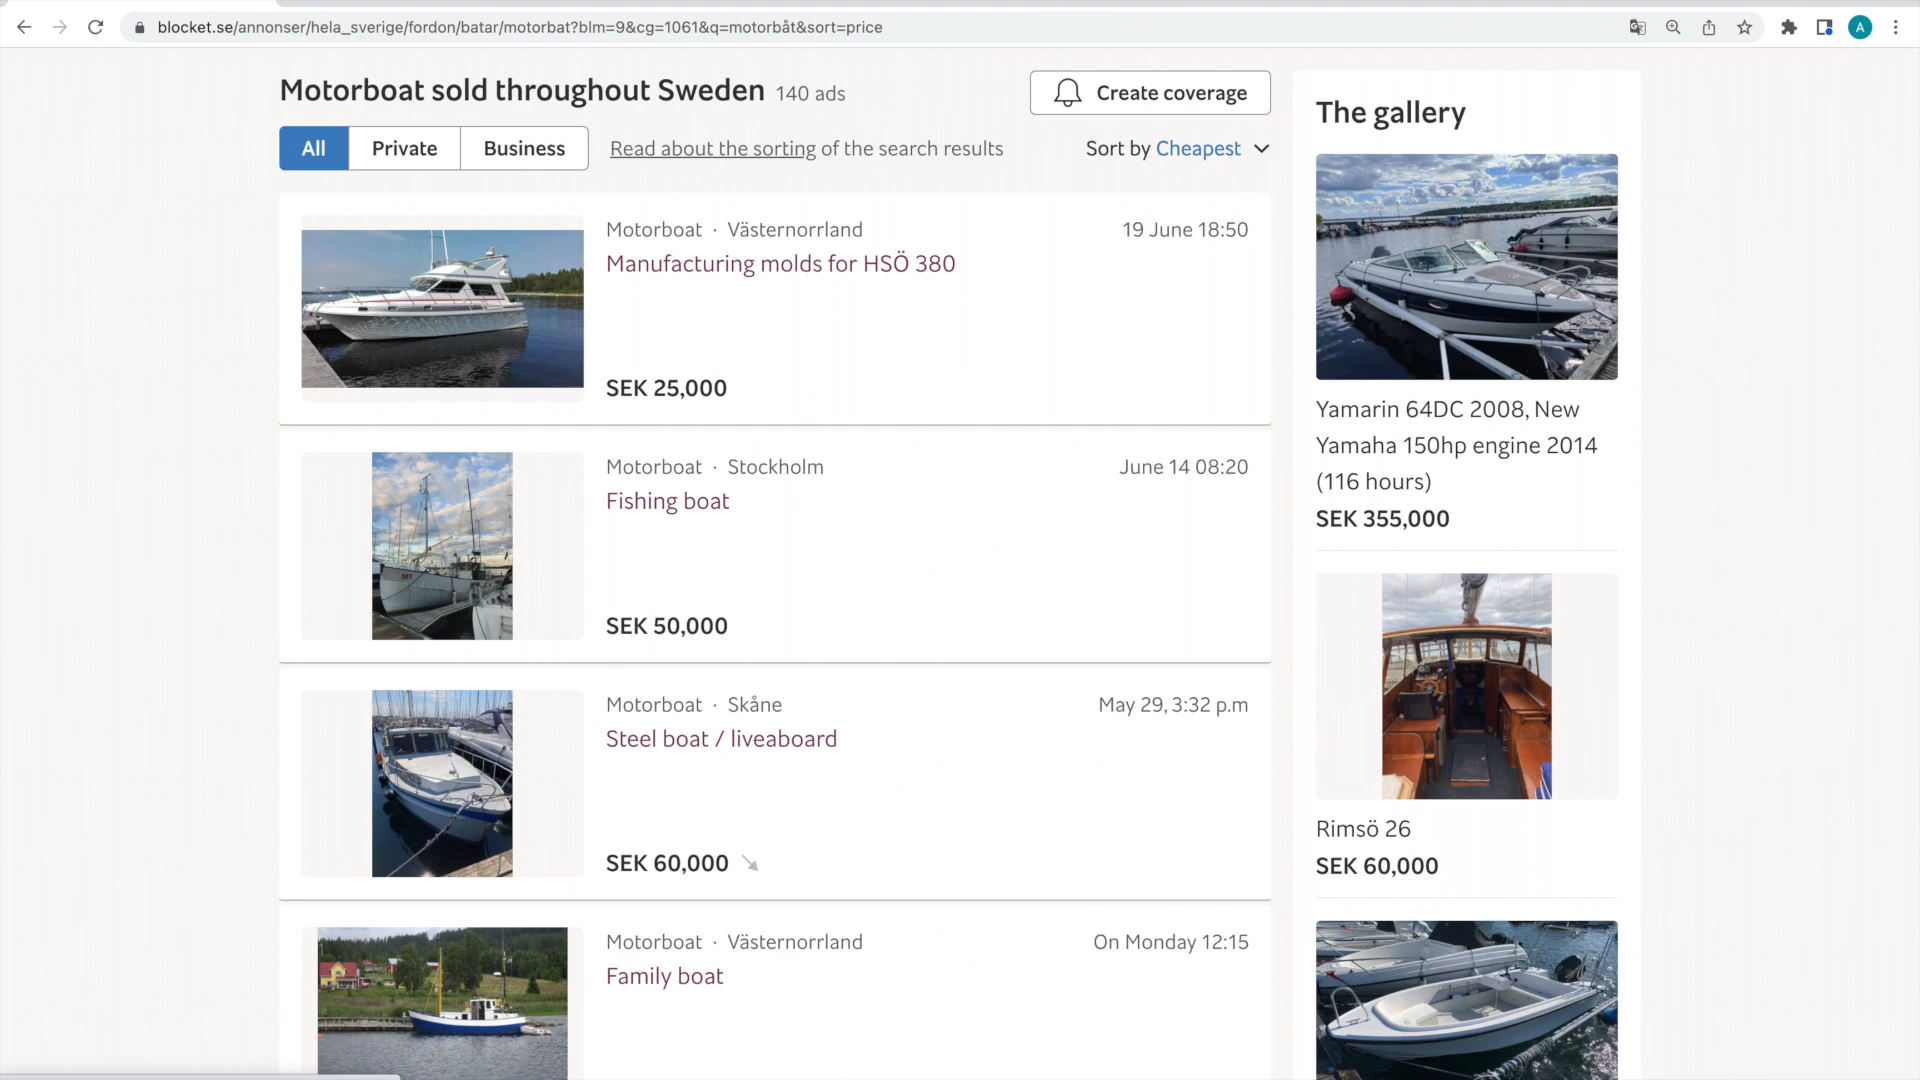 blocket.se/annonser/hela_sverige/fordon/batar/motorbat?blm=9&cg=1061&q=motorbåt&sort=price
A
Motorboat sold throughout Sweden 140 ads
Create coverage
All
Private
Business
Read about the sorting of the search results
Sort by Cheapest
Motorboat · Västernorrland
19 June 18:50
Manufacturing molds for HSÖ 380
SEK 25,000
Motorboat · Stockholm
June 14 08:20
Fishing boat
SEK 50,000
Motorboat · Skåne
May 29, 3:32 p.m
Steel boat / liveaboard
SEK 60,000
Motorboat · Västernorrland
On Monday 12:15
Family boat
The gallery
Yamarin 64DC 2008, New
Yamaha 150hp engine 2014
(116 hours)
SEK 355,000
Rimsö 26
SEK 60,000